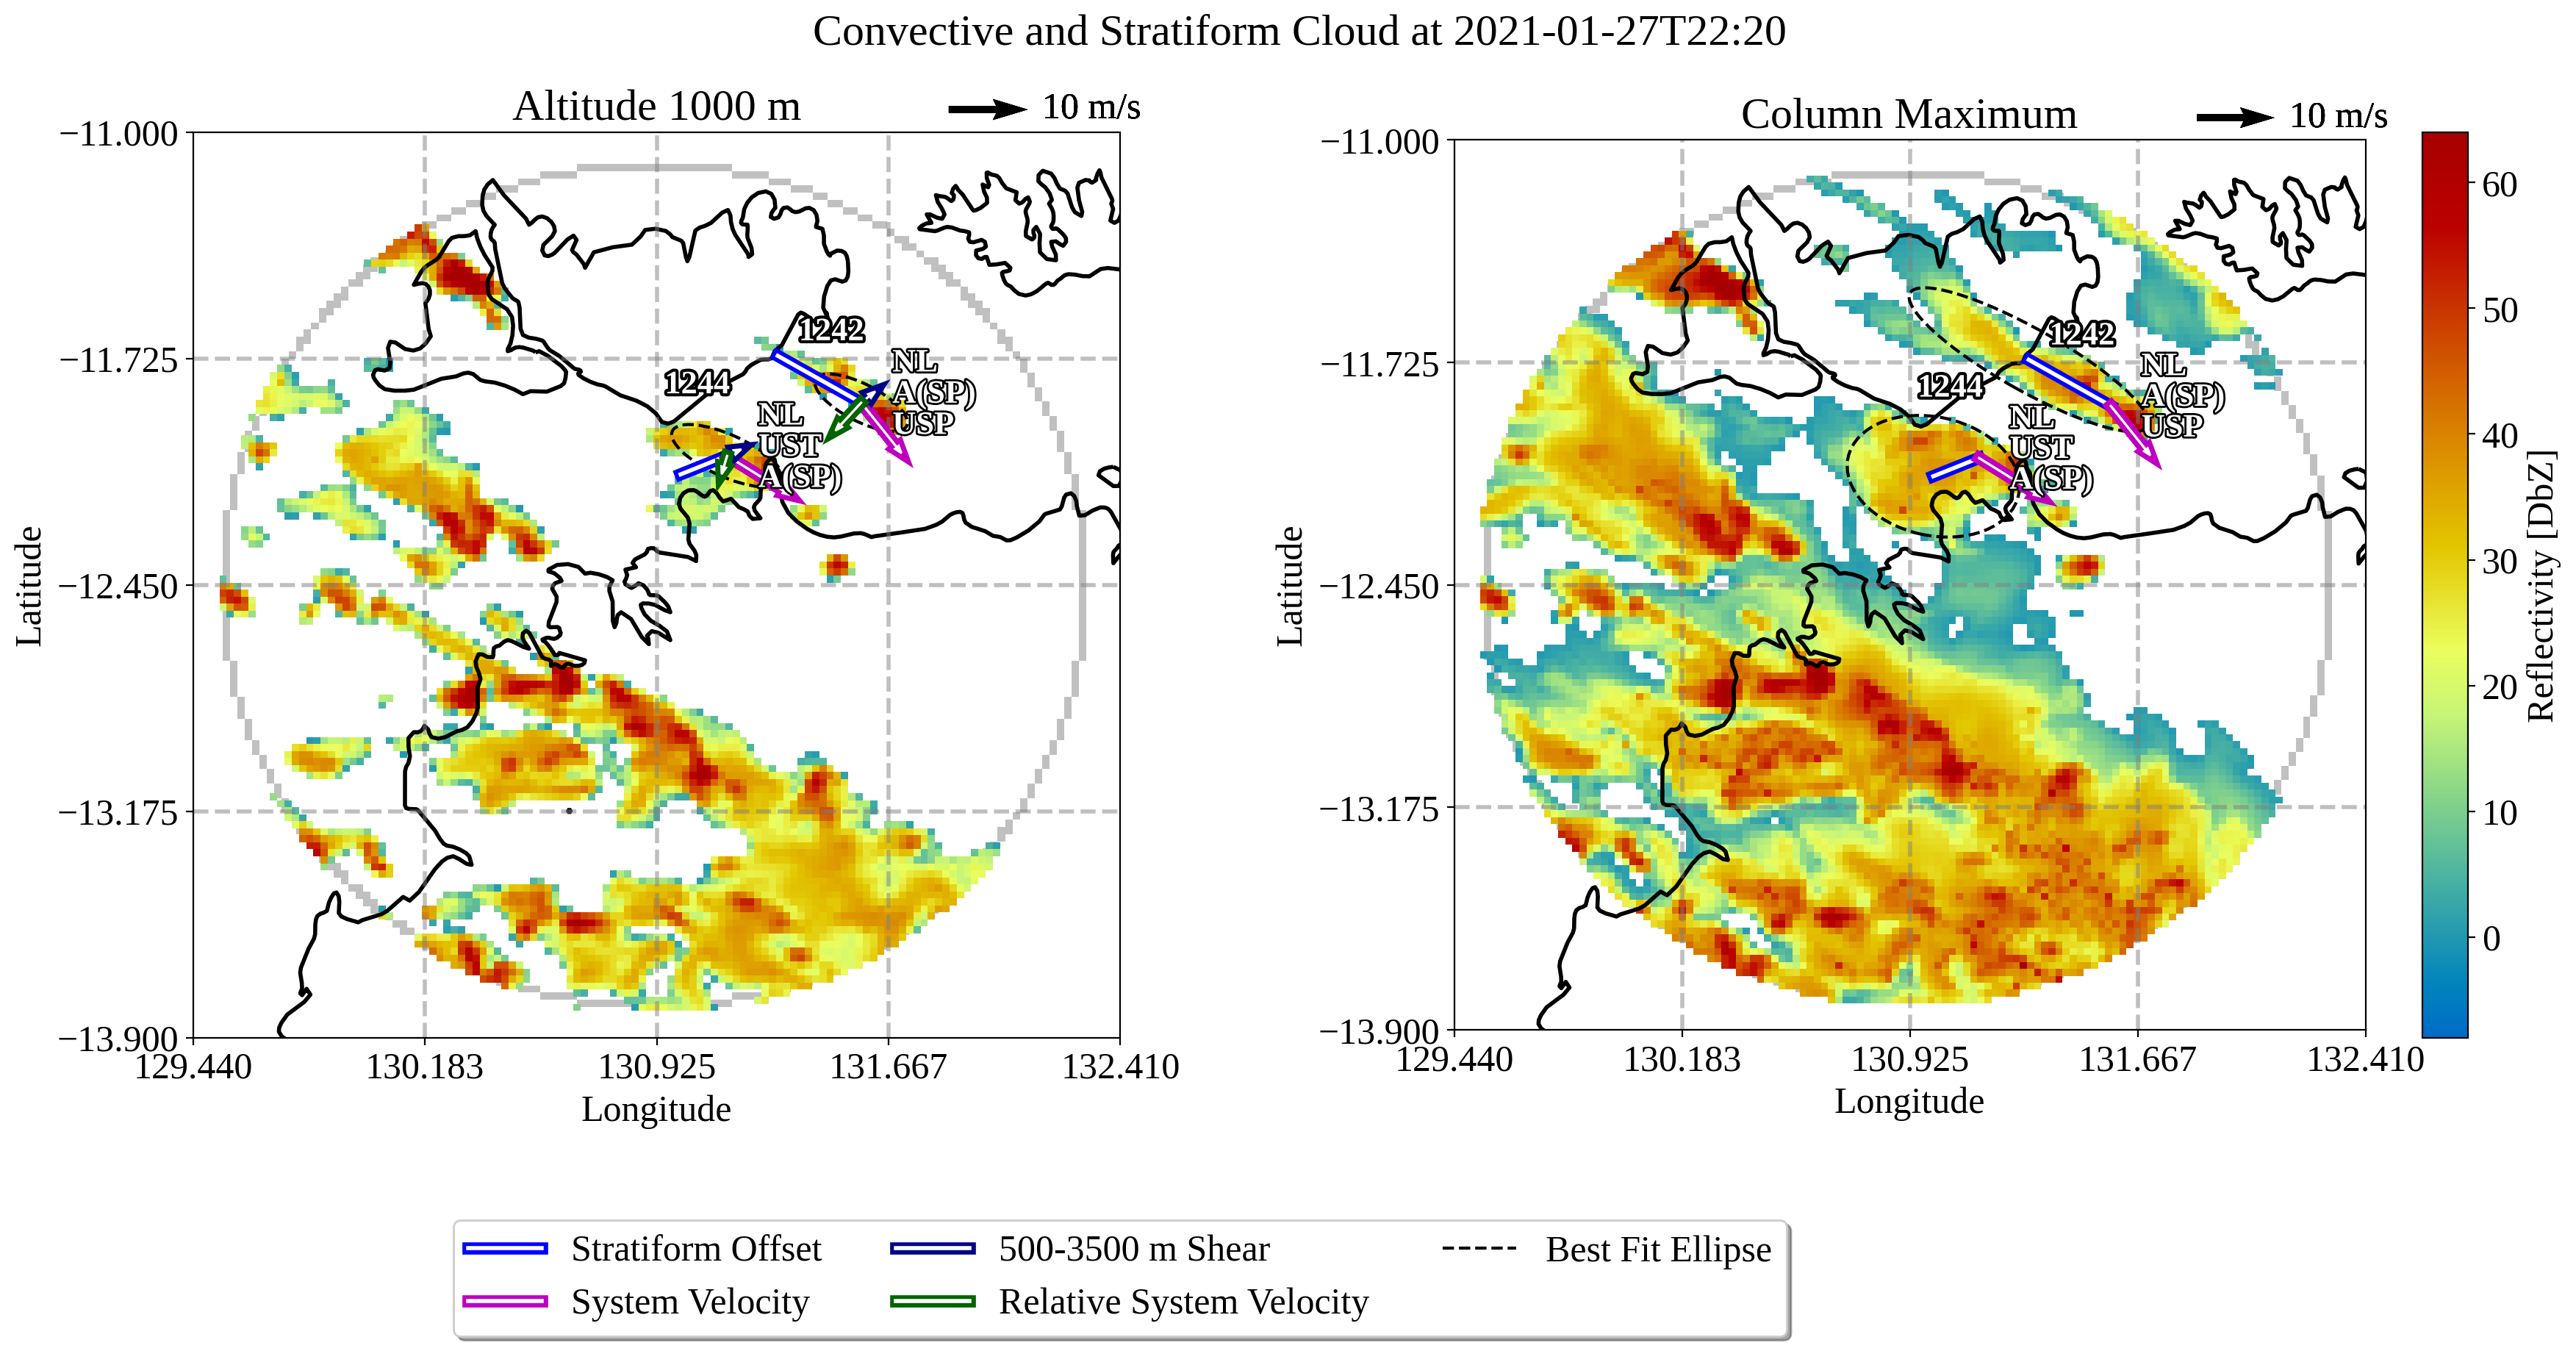 Convective and Stratiform Cloud at 2021-01-27T22:20
Altitude 1000 m
10 m/s
−11.000
−11.725
−12.450
−13.175
−13.900
Latitude
129.440
130.183
130.925
131.667
132.410
Longitude
1242
NL
A(SP)
USP
1244
NL
UST
A(SP)
Column Maximum
10 m/s
−11.000
−11.725
−12.450
−13.175
−13.900
Latitude
129.440
130.183
130.925
131.667
132.410
Longitude
1242
NL
A(SP)
USP
1244
NL
UST
A(SP)
60
50
40
30
20
10
0
Reflectivity [DbZ]
Stratiform Offset
System Velocity
500-3500 m Shear
Relative System Velocity
Best Fit Ellipse